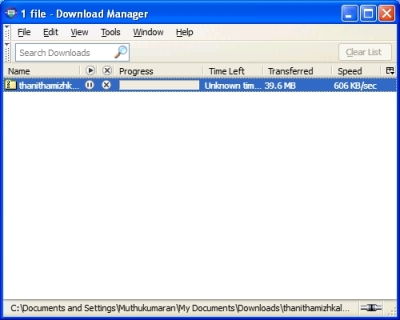 1 file - Download Manager
File Edit View Tools Window Help
Search Downloads Clear List
Name Progress Time Left Transferred Speed
thanithamizhk... Unknown tim... 39.6 MB 606 KB/sec
C:\Documents and Settings\Muthukumaran\My Documents\Downloads\thanithamizhkal...